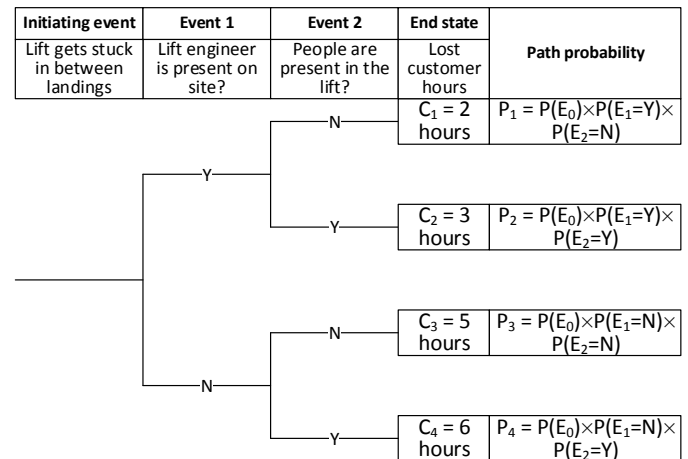 Initiating event
Event 1
Event 2
End state
Path probability
Lift gets stuck
in between
landings
Lift engineer
is present on
site?
People are
present in the
lift?
Lost
customer
hours
Y
N
C₁ = 2
hours
P₁ = P(E₀)×P(E₁=Y)×
P(E₂=N)
Y
C₂ = 3
hours
P₂ = P(E₀)×P(E₁=Y)×
P(E₂=Y)
N
N
C₃ = 5
hours
P₃ = P(E₀)×P(E₁=N)×
P(E₂=N)
Y
C₄ = 6
hours
P₄ = P(E₀)×P(E₁=N)×
P(E₂=Y)